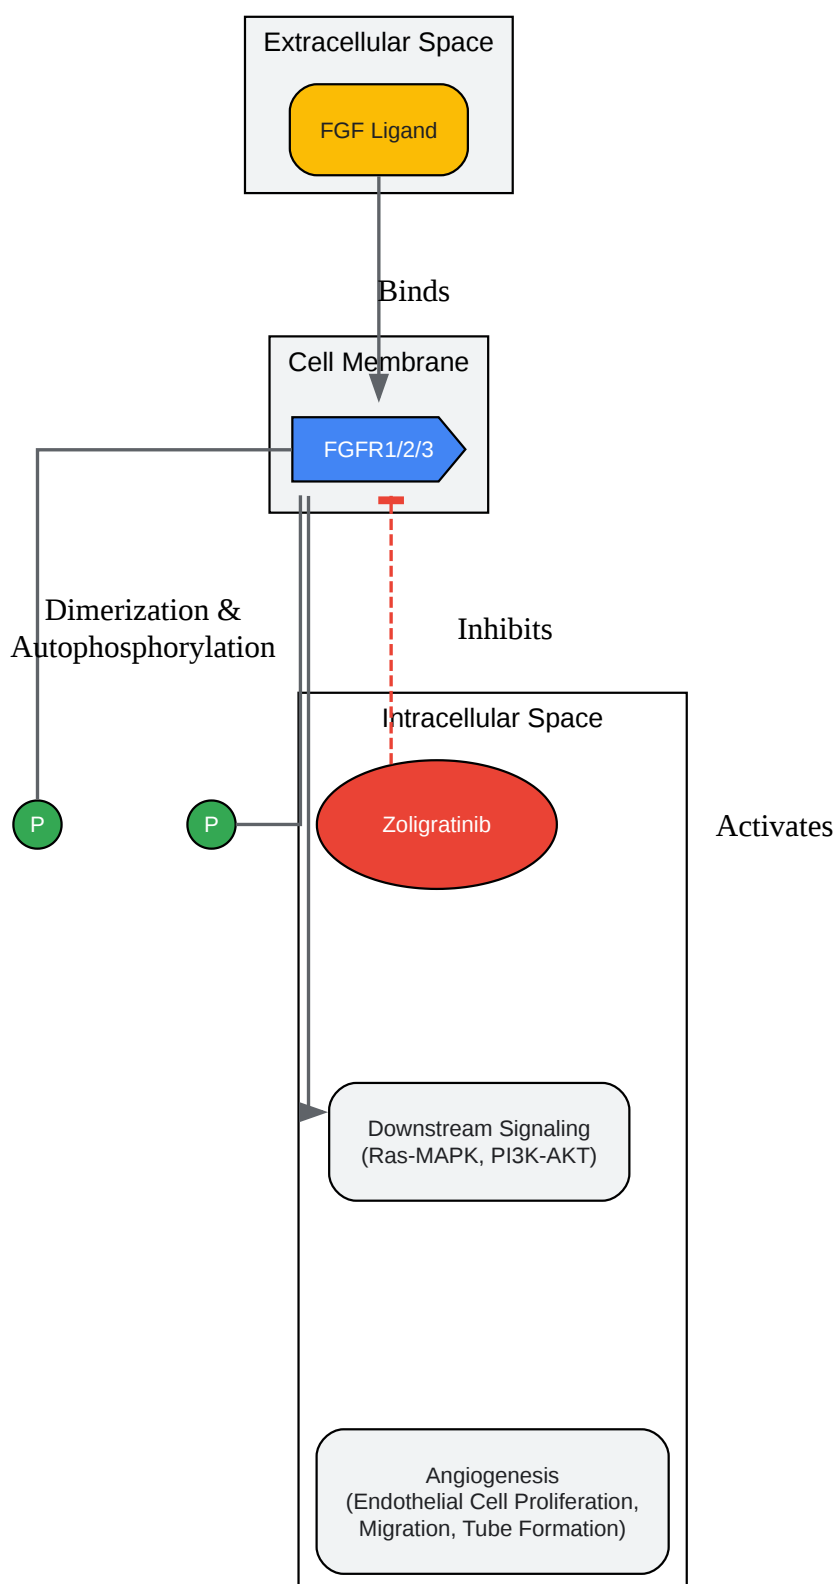 Extracellular Space
FGF Ligand
Binds
Cell Membrane
FGFR1/2/3
Dimerization &
Autophosphorylation
Inhibits
Intracellular Space
P
P
Zoligratinib
Activates
Downstream Signaling
(Ras-MAPK, PI3K-AKT)
Angiogenesis
(Endothelial Cell Proliferation,
Migration, Tube Formation)